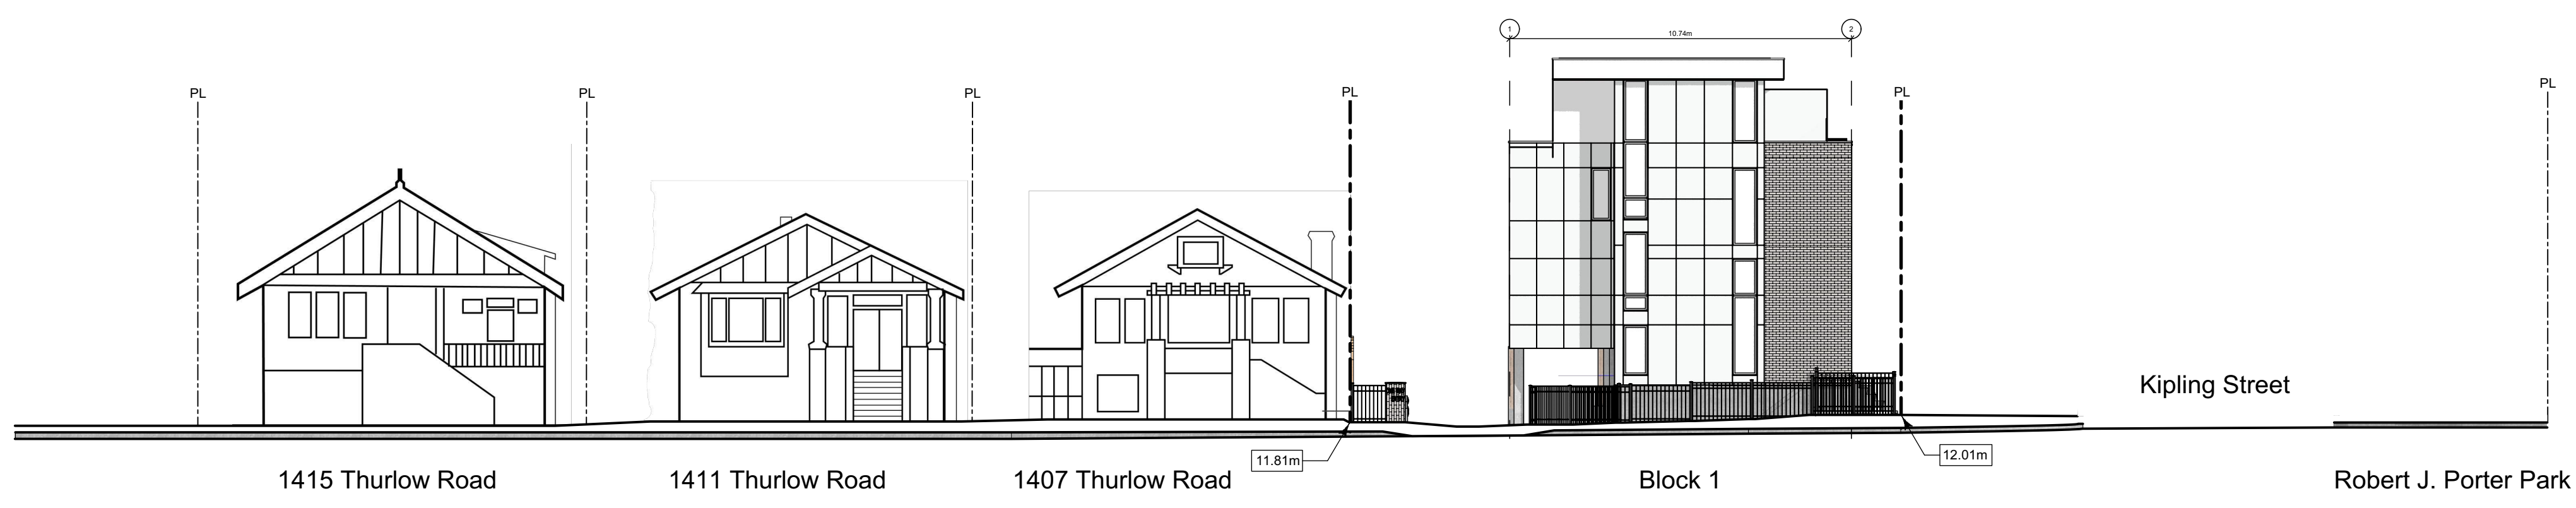 1
2
10.74m
PL
PL
PL
PL
PL
PL
Kipling Street
11.81m
12.01m
1415 Thurlow Road
1411 Thurlow Road
1407 Thurlow Road
Block 1
Robert J. Porter Park